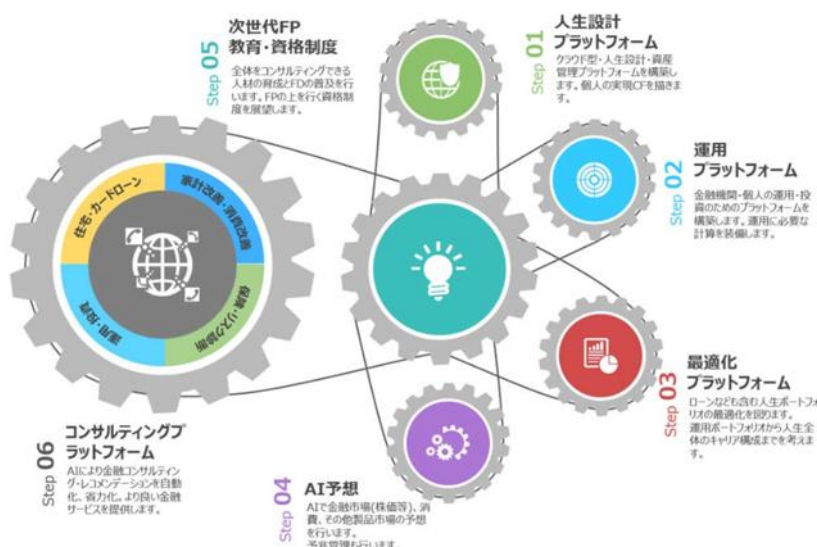 Step 05
次世代FP
教育・資格制度
全体をコンサルティングできる
人材の育成とFDの普及を行
います。FPの上を行く資格制
度を展望します。
Step 01
人生設計
プラットフォーム
クラウド型・人生設計・資産
管理プラットフォームを構築し
ます。個人の実現CFを描きま
す。
Step 02
運用
プラットフォーム
金融機関・個人の運用・投
資のためのプラットフォームを
構築します。運用に必要な
計算を装備します。
住宅・カードローン
家計改善・消費改善
運用・投資
保険・リスク診断
Step 03
最適化
プラットフォーム
ローンなども含む人生ポートフォ
リオの最適化を図ります。
運用ポートフォリオから人生全
体のキャリア構成までを考えま
す。
Step 06
コンサルティングプ
ラットフォーム
AIにより金融コンサルティン
グ・レコメンデーションを自動
化、省力化。より良い金融
サービスを提供します。
Step 04
AI予想
AIで金融市場(株価等)、消
費、その他製品市場の予想
を行います。
予兆管理も行います。